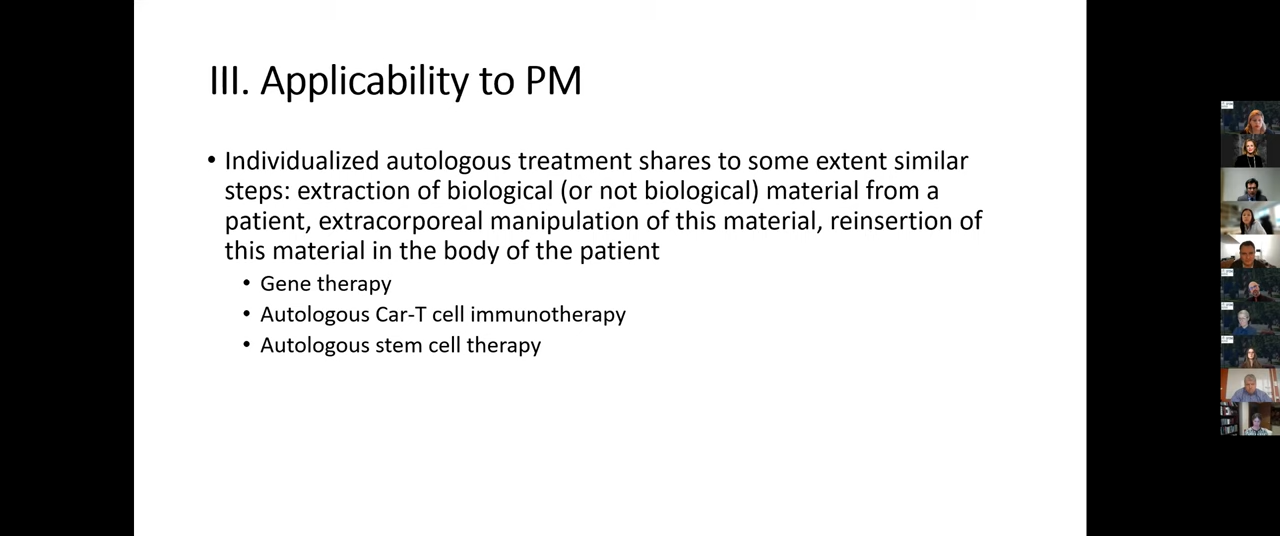 III. Applicability to PM
• Individualized autologous treatment shares to some extent similar
steps: extraction of biological (or not biological) material from a
patient, extracorporeal manipulation of this material, reinsertion of
this material in the body of the patient
• Gene therapy
• Autologous Car-T cell immunotherapy
• Autologous stem cell therapy